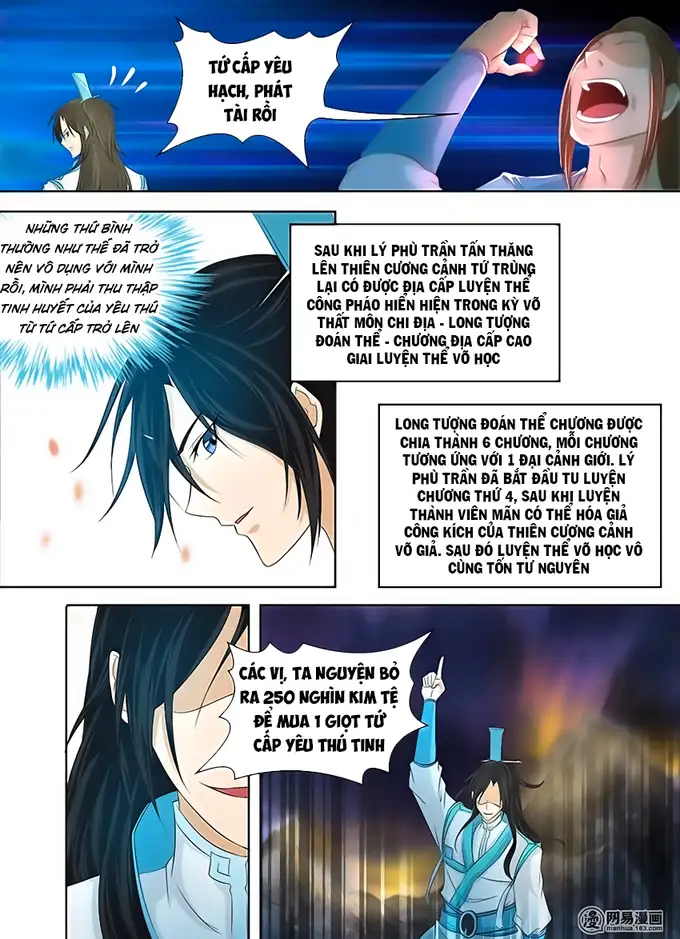 TỨ CẤP YÊU
HẠCH, PHÁT
TÀI RỒI
NHỮNG THỨ BÌNH
THƯỜNG NHƯ THẾ ĐÃ TRỞ
NÊN VÔ DỤNG VỚI MÌNH
RỒI, MÌNH PHẢI THU THẬP
TINH HUYẾT CỦA YÊU THÚ
TỪ TỨ CẤP TRỞ LÊN
SAU KHI LÝ PHÙ TRẦN TẤN THĂNG
LÊN THIÊN CƯƠNG CẢNH TỨ TRÙNG
LẠI CÓ ĐƯỢC ĐỊA CẤP LUYỆN THỂ
CÔNG PHÁO HIỂN HIỆN TRONG KỲ VÕ
THẤT MÔN CHI ĐỊA - LONG TƯỢNG
ĐOÁN THỂ - CHƯƠNG ĐỊA CẤP CAO
GIAI LUYỆN THỂ VÕ HỌC
LONG TƯỢNG ĐOÁN THỂ CHƯƠNG ĐƯỢC
CHIA THÀNH 6 CHƯƠNG, MỖI CHƯƠNG
TƯƠNG ỨNG VỚI 1 ĐẠI CẢNH GIỚI. LÝ
PHÙ TRẦN ĐÃ BẮT ĐẦU TU LUYỆN
CHƯƠNG THỨ 4, SAU KHI LUYỆN
THÀNH VIÊN MÃN CÓ THỂ HÓA GIẢ
CÔNG KÍCH CỦA THIÊN CƯƠNG CẢNH
VÕ GIẢ. SAU ĐÓ LUYỆN THỂ VÕ HỌC VÔ
CÙNG TỐN TƯ NGUYÊN
CÁC VỊ, TA NGUYỆN BỎ
RA 250 NGHÌN KIM TỆ
ĐỂ MUA 1 GIỌT TỨ
CẤP YÊU THÚ TINH
网易漫画
manhua.163.com